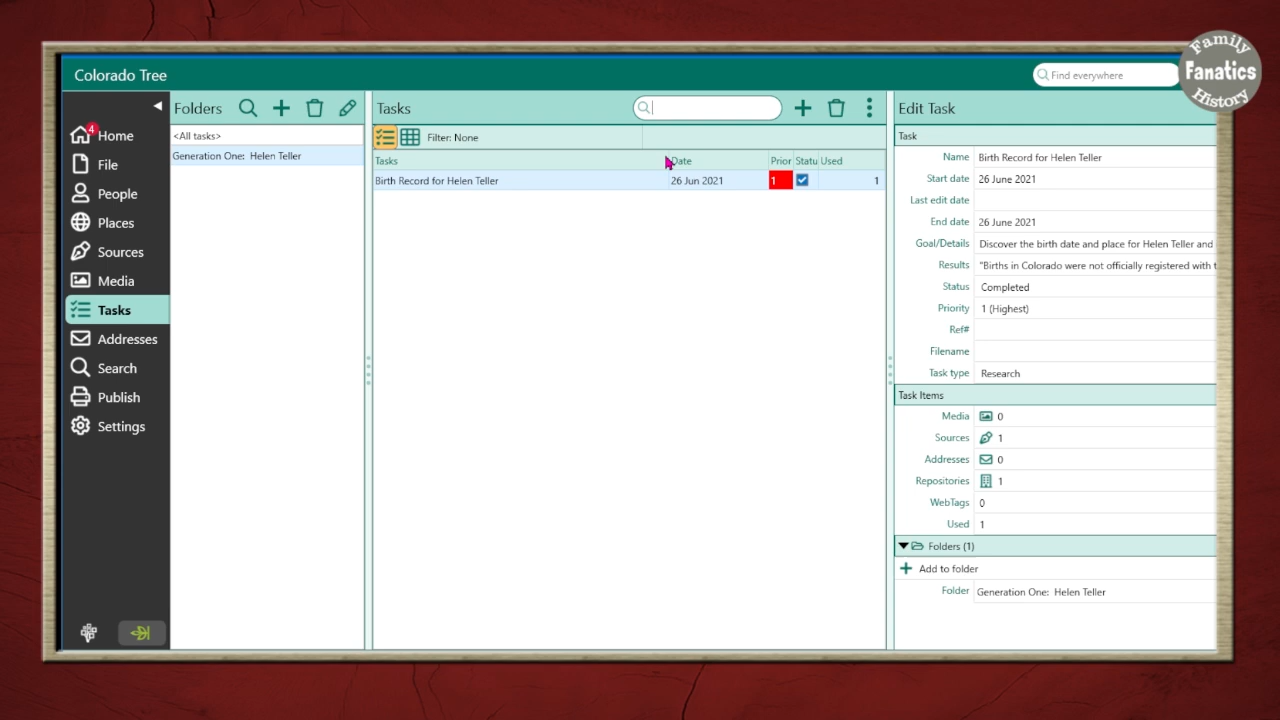 Family
Fanatics
History
Colorado Tree
Find everywhere
4
Home
File
People
Places
Sources
Media
Tasks
Addresses
Search
Publish
Settings
Folders
<All tasks>
Generation One: Helen Teller
Tasks
Filter: None
Tasks Date Prior Statu Used
Birth Record for Helen Teller 26 Jun 2021 1 1
Edit Task
Task
Name Birth Record for Helen Teller
Start date 26 June 2021
Last edit date
End date 26 June 2021
Goal/Details Discover the birth date and place for Helen Teller and
Results "Births in Colorado were not officially registered with t
Status Completed
Priority 1 (Highest)
Ref#
Filename
Task type Research
Task Items
Media 0
Sources 1
Addresses 0
Repositories 1
WebTags 0
Used 1
Folders (1)
Add to folder
Folder Generation One: Helen Teller